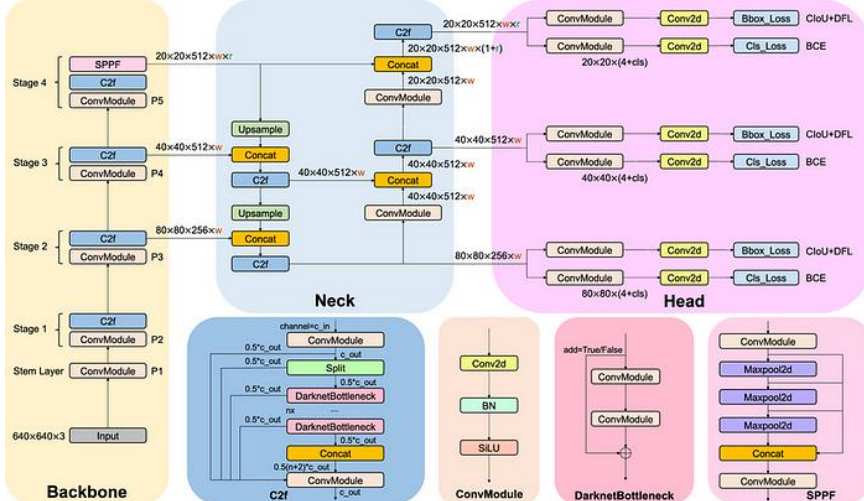 SPPF
C2f
ConvModule
P5
Stage 4
20×20×512×w×r
C2f
ConvModule
P4
Stage 3
40×40×512×w
C2f
ConvModule
P3
Stage 2
80×80×256×w
C2f
ConvModule
P2
Stage 1
Stem Layer
ConvModule
P1
640×640×3
Input
Backbone
Upsample
Concat
C2f
Upsample
Concat
C2f
40×40×512×w
C2f
20×20×512×w×r
20×20×512×w×(1+r)
Concat
20×20×512×w
ConvModule
C2f
40×40×512×w
40×40×512×w
Concat
40×40×512×w
ConvModule
80×80×256×w
Neck
ConvModule
Conv2d
Bbox_Loss
CIoU+DFL
ConvModule
Conv2d
Cls_Loss
BCE
20×20×(4+cls)
ConvModule
Conv2d
Bbox_Loss
CIoU+DFL
ConvModule
Conv2d
Cls_Loss
BCE
40×40×(4+cls)
ConvModule
Conv2d
Bbox_Loss
CIoU+DFL
ConvModule
Conv2d
Cls_Loss
BCE
80×80×(4+cls)
Head
channel=c_in
ConvModule
0.5*c_out
c_out
0.5*c_out
Split
0.5*c_out
0.5*c_out
DarknetBottleneck
nx
...
0.5*c_out
DarknetBottleneck
0.5*c_out
Concat
0.5(n+2)*c_out
ConvModule
C2f
c_out
Conv2d
BN
SiLU
ConvModule
add=True/False
ConvModule
ConvModule
DarknetBottleneck
ConvModule
Maxpool2d
Maxpool2d
Maxpool2d
Concat
ConvModule
SPPF